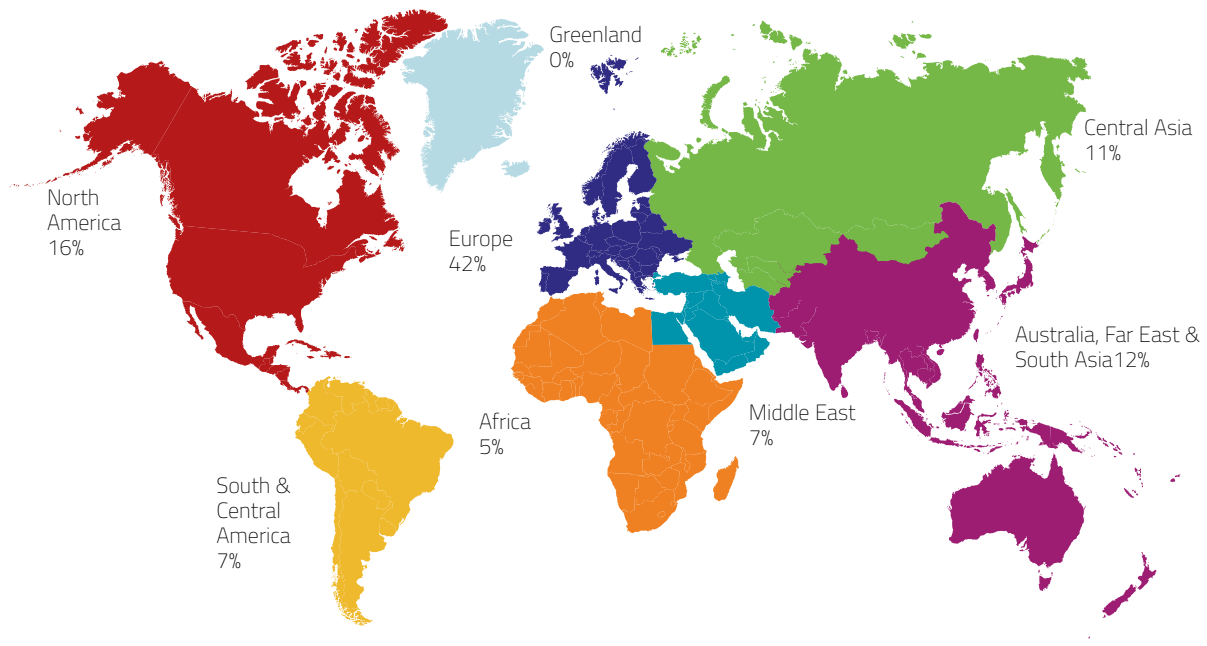 Greenland
0%
Central Asia
11%
North
America
16%
Europe
42%
Australia, Far East &
South Asia12%
Africa
5%
Middle East
7%
South &
Central
America
7%